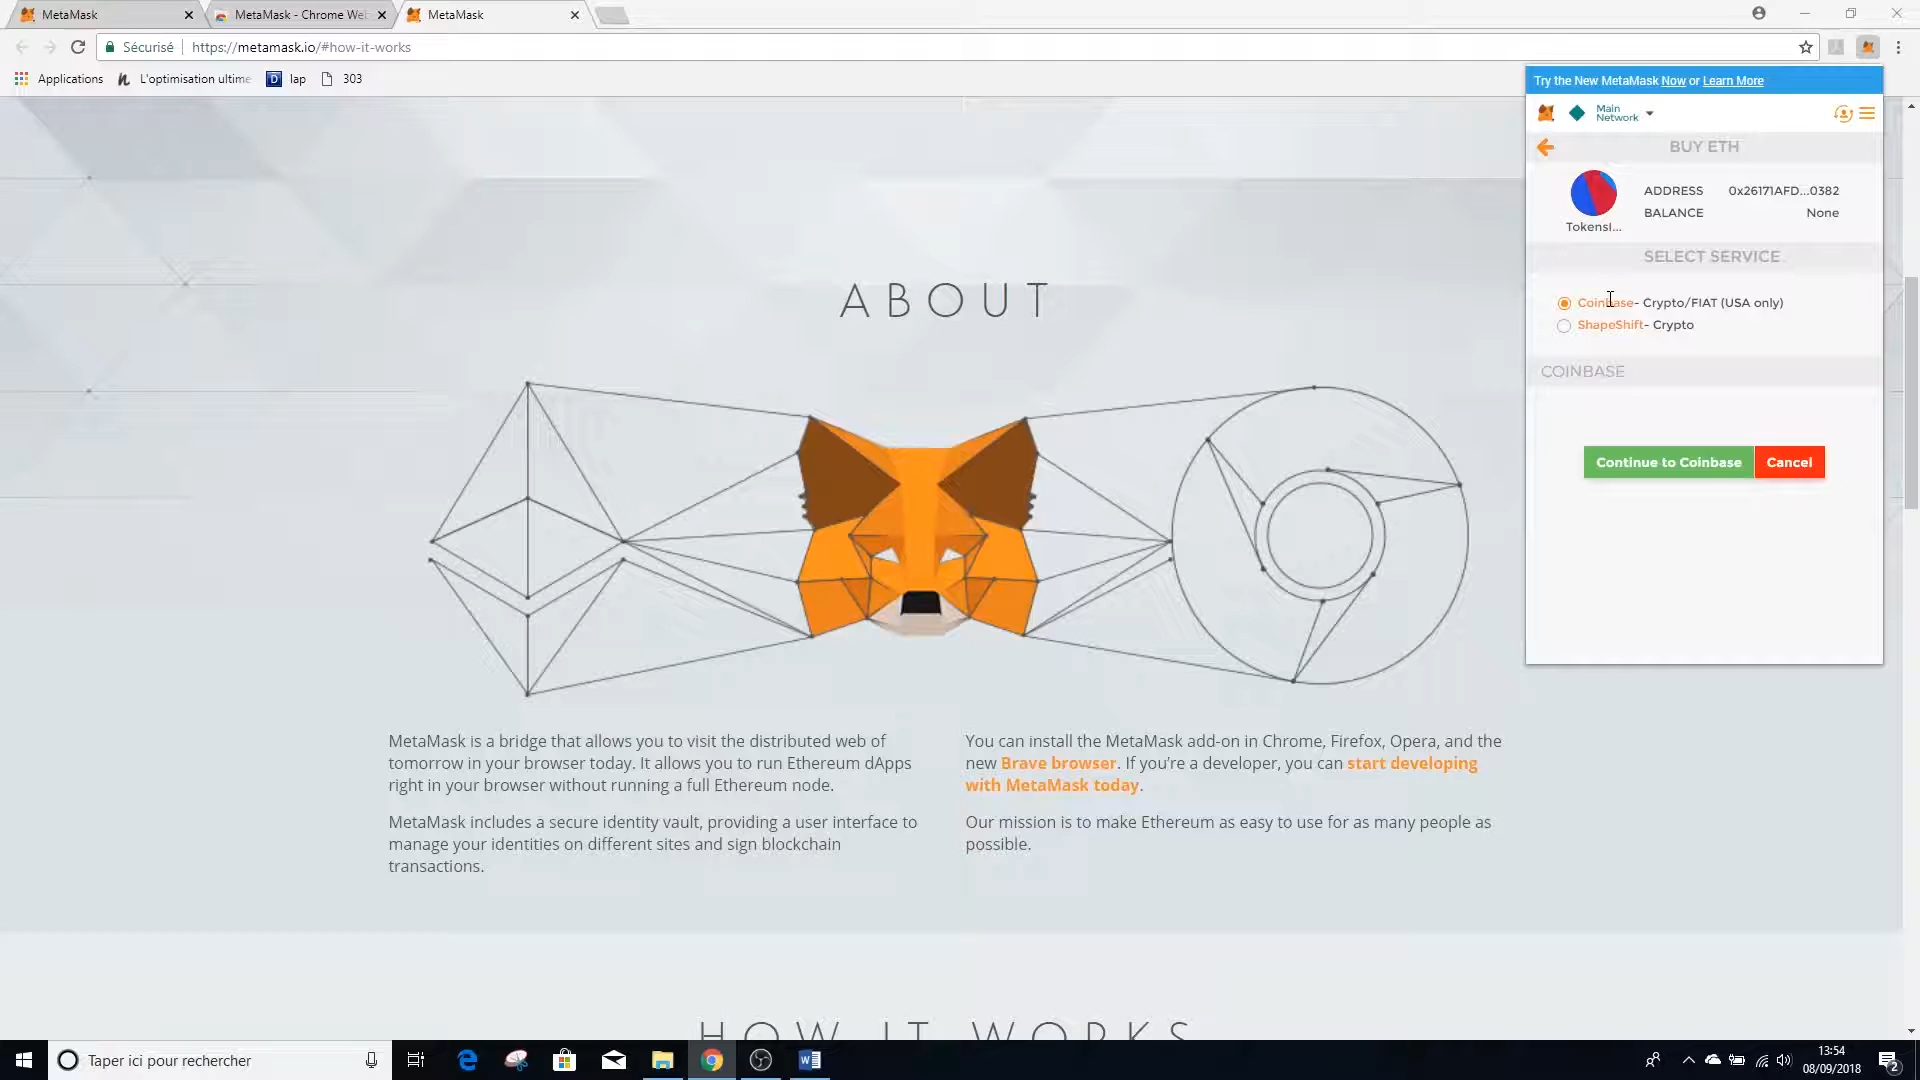 MetaMask
MetaMask - Chrome Web
MetaMask
Sécurisé
https://metamask.io/#how-it-works
Applications
L'optimisation ultime
lap
303
Try the New MetaMask Now or Learn More
Main
Network
BUY ETH
ADDRESS 0x26171AFD...0382
BALANCE None
Tokensl...
SELECT SERVICE
Coinbase- Crypto/FIAT (USA only)
ShapeShift- Crypto
COINBASE
Continue to Coinbase
Cancel
ABOUT
MetaMask is a bridge that allows you to visit the distributed web of
tomorrow in your browser today. It allows you to run Ethereum dApps
right in your browser without running a full Ethereum node.
MetaMask includes a secure identity vault, providing a user interface to
manage your identities on different sites and sign blockchain
transactions.
You can install the MetaMask add-on in Chrome, Firefox, Opera, and the
new Brave browser. If you're a developer, you can start developing
with MetaMask today.
Our mission is to make Ethereum as easy to use for as many people as
possible.
HOW IT WORKS
Taper ici pour rechercher
13:54
08/09/2018
2